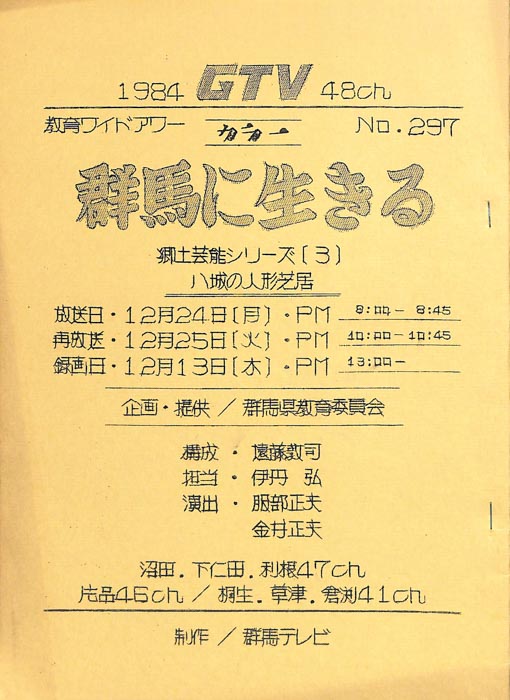 1984 GTV 48ch
教育ワイドアワー カラー No.297
群馬に生きる
郷土芸能シリーズ〔3〕
八城の人形芝居
放送日・12月24日〔月〕・PM 8:00- 8:45
再放送・12月25日〔火〕・PM 10:00-10:45
録画日・12月13日〔木〕・PM 13:00-
企画・提供／群馬県教育委員会
構成・遠藤敦司
担当・伊丹 弘
演出・服部正夫
金井正夫
沼田.下仁田.利根47ch
片品46ch／桐生.草津.倉渕41ch
制作／群馬テレビ